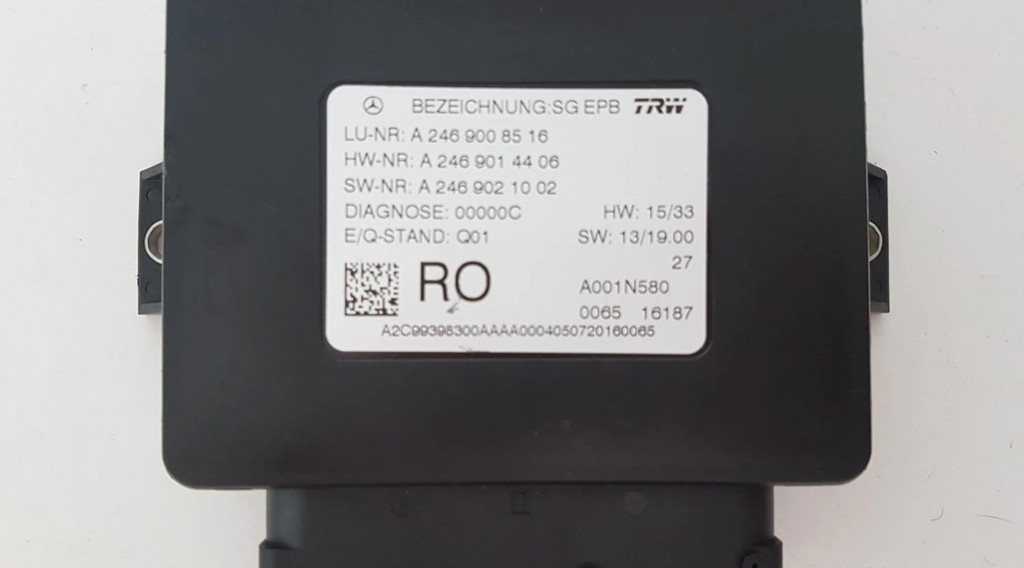 BEZEICHNUNG:SG EPB TRW
LU-NR: A 246 900 85 16
HW-NR: A 246 901 44 06
SW-NR: A 246 902 10 02
DIAGNOSE: 00000C HW: 15/33
E/Q-STAND: Q01 SW: 13/19.00
27
RO A001N580
0065 16187
A2C99398300AAAA0004050720160065